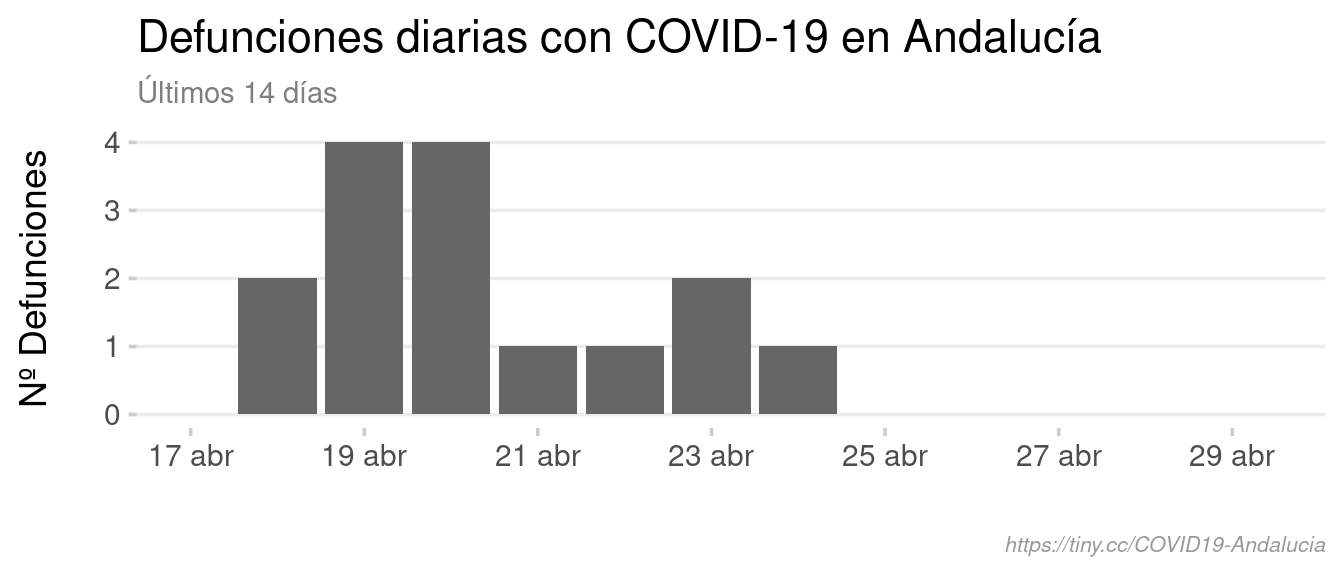 Defunciones diarias con COVID-19 en Andalucía
Últimos 14 días
Nº Defunciones
4
3
2
1
0
17 abr 19 abr 21 abr 23 abr 25 abr 27 abr 29 abr
https://tiny.cc/COVID19-Andalucia